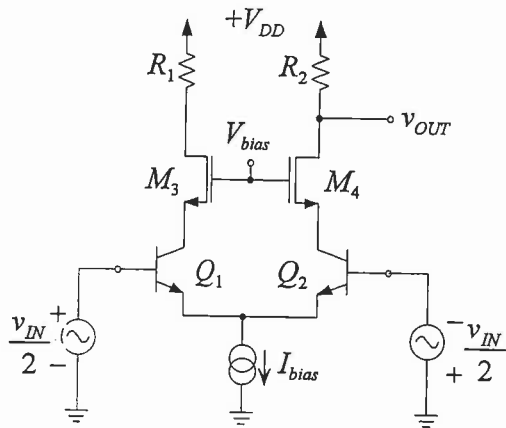 +V_DD
R_1
R_2
V_bias
v_OUT
M_3
M_4
Q_1
Q_2
+
v_IN
2
−
I_bias
−
v_IN
2
+